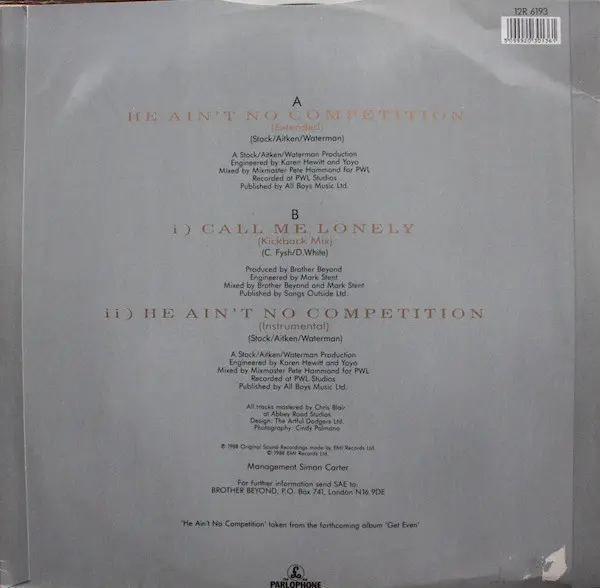 12R 6193
A
HE AIN'T NO COMPETITION
(Extended)
(Stock/Aitken/Waterman)
A Stock/Aitken/Waterman Production
Engineered by Karen Hewitt and Yoyo
Mixed by Mixmaster Pete Hammond for PWL
Recorded at PWL Studios
Published by All Boys Music Ltd.
B
i) CALL ME LONELY
(Kickback Mix)
(C. Fysh/D.White)
Produced by Brother Beyond
Engineered by Mark Stent
Mixed by Brother Beyond and Mark Stent
Published by Songs Outside Ltd.
ii) HE AIN'T NO COMPETITION
(Instrumental)
(Stock/Aitken/Waterman)
A Stock/Aitken/Waterman Production
Engineered by Karen Hewitt and Yoyo
Mixed by Mixmaster Pete Hammond for PWL
Recorded at PWL Studios
Published by All Boys Music Ltd.
All tracks mastered by Chris Blair
at Abbey Road Studios
Design: The Artful Dodgers Ltd.
Photography: Cindy Palmano
℗ 1988 Original Sound Recordings made by EMI Records Ltd.
© 1988 EMI Records Ltd.
Management Simon Carter
For further information send SAE to:
BROTHER BEYOND, P.O. Box 741, London N16 9DE
'He Ain't No Competition' taken from the forthcoming album 'Get Even'
PARLOPHONE